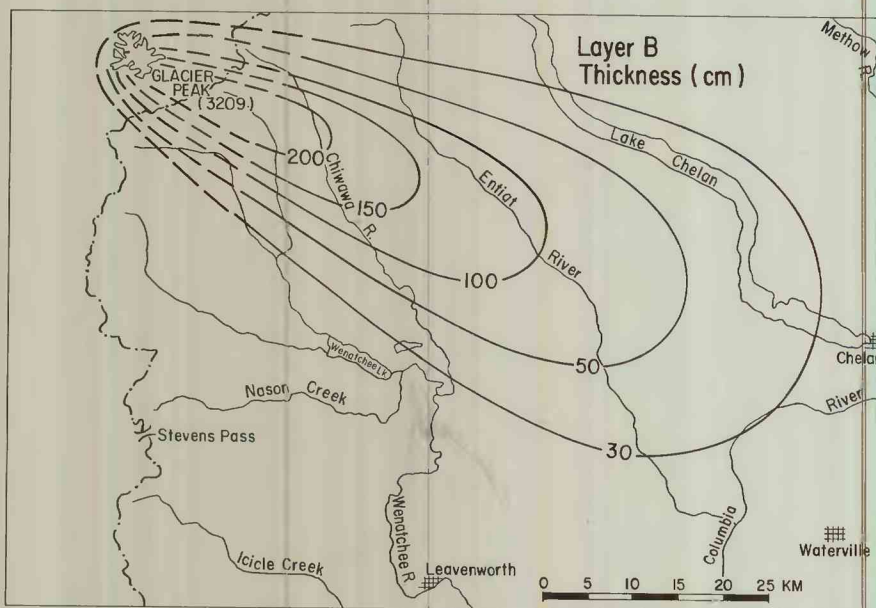 Layer B
Thickness (cm)
Methow
R.
GLACIER
PEAK
(3209)
Lake
Chelan
200
Chiwawa
R.
Entiat
150
River
100
Wenatchee Lk
50
Chelan
Nason Creek
River
Stevens Pass
30
Wenatchee R
Columbia
Waterville
Icicle Creek
Leavenworth
0 5 10 15 20 25 KM